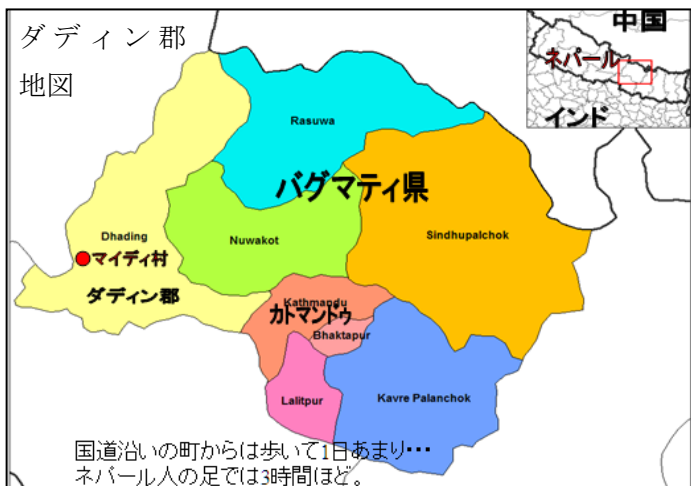 ダディン郡
地図
中国
ネパール
インド
Rasuwa
バグマティ県
Dhading
Nuwakot
Sindhupalchok
マイディ村
ダディン郡
Kathmandu
カトマンドゥ
Bhaktapur
Lalitpur
Kavre Palanchok
国道沿いの町からは歩いて1日あまり…
ネパール人の足では3時間ほど。